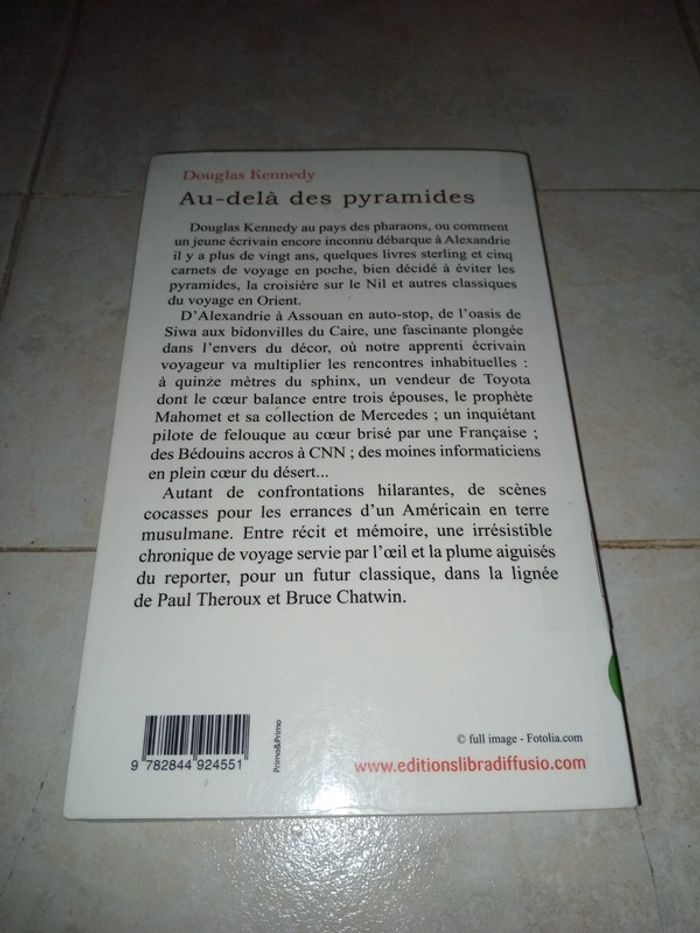 Douglas Kennedy
Au-delà des pyramides
Douglas Kennedy au pays des pharaons, ou comment
un jeune écrivain encore inconnu débarque à Alexandrie
il y a plus de vingt ans, quelques livres sterling et cinq
carnets de voyage en poche, bien décidé à éviter les
pyramides, la croisière sur le Nil et autres classiques
du voyage en Orient.
D'Alexandrie à Assouan en auto-stop, de l'oasis de
Siwa aux bidonvilles du Caire, une fascinante plongée
dans l'envers du décor, où notre apprenti écrivain
voyageur va multiplier les rencontres inhabituelles :
à quinze mètres du sphinx, un vendeur de Toyota
dont le cœur balance entre trois épouses, le prophète
Mahomet et sa collection de Mercedes ; un inquiétant
pilote de felouque au cœur brisé par une Française ;
des Bédouins accros à CNN ; des moines informaticiens
en plein cœur du désert...
Autant de confrontations hilarantes, de scènes
cocasses pour les errances d'un Américain en terre
musulmane. Entre récit et mémoire, une irrésistible
chronique de voyage servie par l'œil et la plume aiguisés
du reporter, pour un futur classique, dans la lignée
de Paul Theroux et Bruce Chatwin.
9 782844 924551
Primo&Primo
© full image - Fotolia.com
www.editionslibradiffusio.com